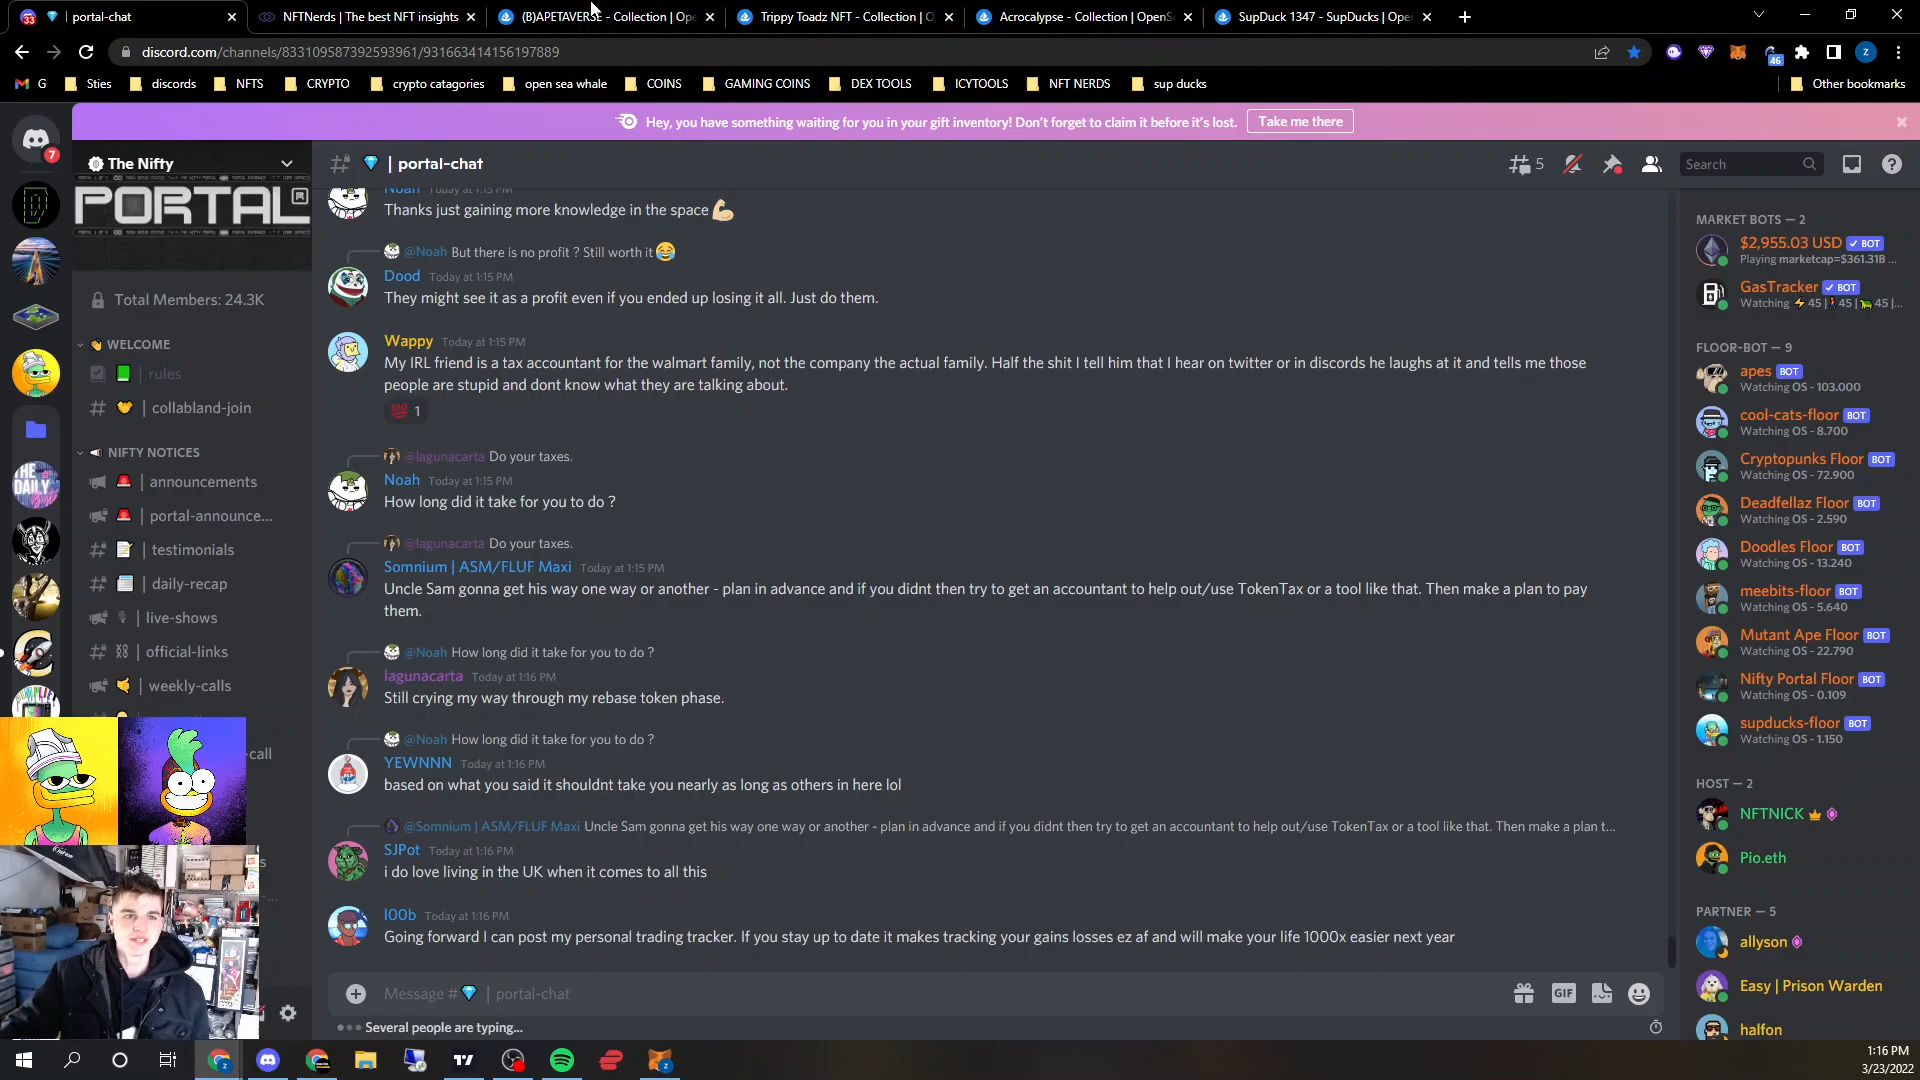 33 portal-chat
NFTNerds | The best NFT insights
(B)APETAVERSE - Collection | Ope
Trippy Toadz NFT - Collection | O
Acrocalypse - Collection | OpenS
SupDuck 1347 - SupDucks | Ope
discord.com/channels/833109587392593961/931663414156197889
Z
46
G
Sties
discords
NFTS
CRYPTO
crypto catagories
open sea whale
COINS
GAMING COINS
DEX TOOLS
ICYTOOLS
NFT NERDS
sup ducks
Other bookmarks
Hey, you have something waiting for you in your gift inventory! Don't forget to claim it before it's lost.
Take me there
7
The Nifty
PORTAL
Total Members: 24.3K
WELCOME
| rules
| collabland-join
NIFTY NOTICES
| announcements
| portal-announce...
| testimonials
| daily-recap
| live-shows
| official-links
| weekly-calls
-call
THE DAILY
| portal-chat
5
Search
Noah Today at 1:15 PM
Thanks just gaining more knowledge in the space 💪
@Noah But there is no profit ? Still worth it 😂
Dood Today at 1:15 PM
They might see it as a profit even if you ended up losing it all. Just do them.
Wappy Today at 1:15 PM
My IRL friend is a tax accountant for the walmart family, not the company the actual family. Half the shit I tell him that I hear on twitter or in discords he laughs at it and tells me those
people are stupid and dont know what they are talking about.
💯 1
@lagunacarta Do your taxes.
Noah Today at 1:15 PM
How long did it take for you to do ?
@lagunacarta Do your taxes.
Somnium | ASM/FLUF Maxi Today at 1:15 PM
Uncle Sam gonna get his way one way or another - plan in advance and if you didnt then try to get an accountant to help out/use TokenTax or a tool like that. Then make a plan to pay
them.
@Noah How long did it take for you to do ?
lagunacarta Today at 1:16 PM
Still crying my way through my rebase token phase.
@Noah How long did it take for you to do ?
YEWNNN Today at 1:16 PM
based on what you said it shouldnt take you nearly as long as others in here lol
@Somnium | ASM/FLUF Maxi Uncle Sam gonna get his way one way or another - plan in advance and if you didnt then try to get an accountant to help out/use TokenTax or a tool like that. Then make a plan t...
SJPot Today at 1:16 PM
i do love living in the UK when it comes to all this
l00b Today at 1:16 PM
Going forward I can post my personal trading tracker. If you stay up to date it makes tracking your gains losses ez af and will make your life 1000x easier next year
Message # | portal-chat
GIF
Several people are typing...
MARKET BOTS — 2
$2,955.03 USD BOT
Playing marketcap=$361.31B ...
GasTracker BOT
Watching ⚡ 45 | 45 | 45 |...
FLOOR-BOT — 9
apes BOT
Watching OS - 103.000
cool-cats-floor BOT
Watching OS - 8.700
Cryptopunks Floor BOT
Watching OS - 72.900
Deadfellaz Floor BOT
Watching OS - 2.590
Doodles Floor BOT
Watching OS - 13.240
meebits-floor BOT
Watching OS - 5.640
Mutant Ape Floor BOT
Watching OS - 22.790
Nifty Portal Floor BOT
Watching OS - 0.109
supducks-floor BOT
Watching OS - 1.150
HOST — 2
NFTNICK
Pio.eth
PARTNER — 5
allyson
Easy | Prison Warden
halfon
1:16 PM
3/23/2022